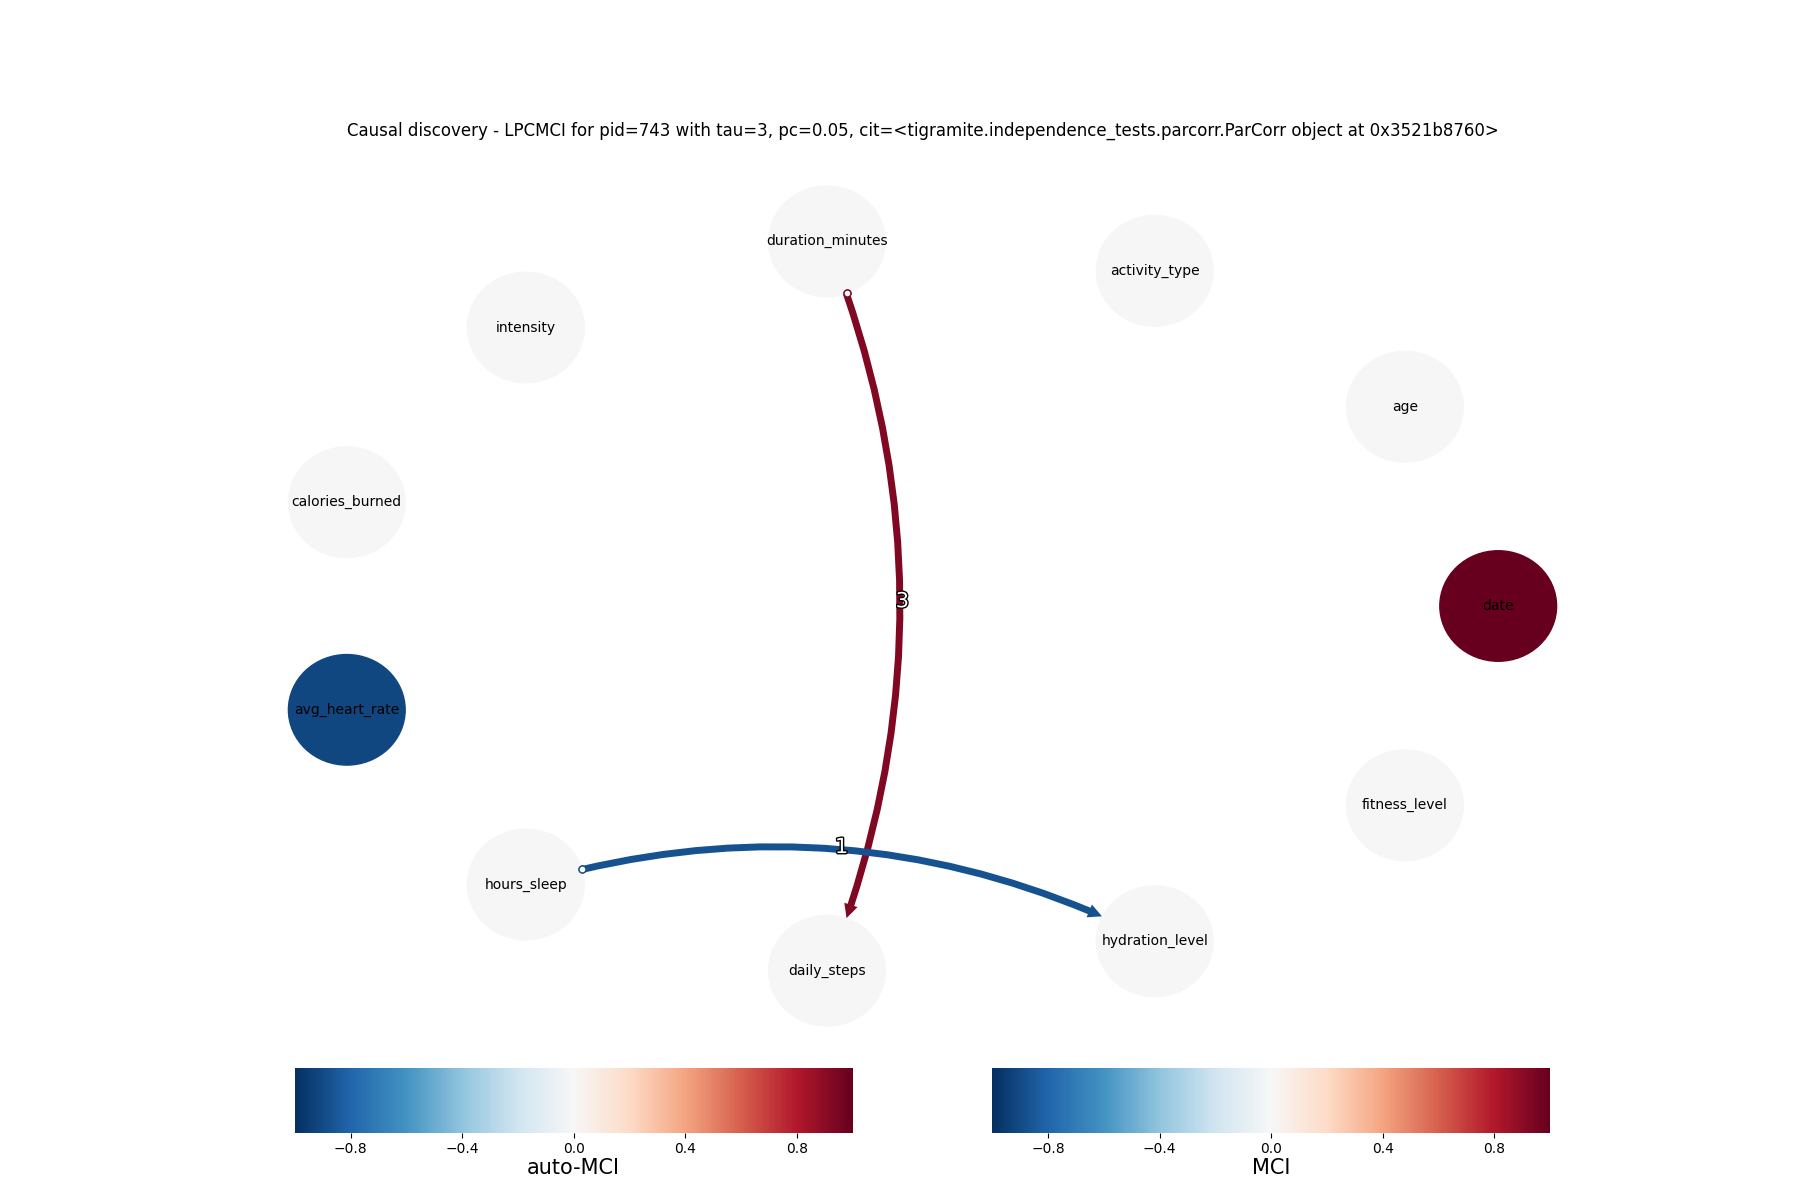 Causal discovery - LPCMCI for pid=743 with tau=3, pc=0.05, cit=<tigramite.independence_tests.parcorr.ParCorr object at 0x3521b8760>
duration_minutes
activity_type
intensity
age
calories_burned
3
date
avg_heart_rate
fitness_level
1
hours_sleep
hydration_level
daily_steps
−0.8 −0.4 0.0 0.4 0.8
auto-MCI
−0.8 −0.4 0.0 0.4 0.8
MCI